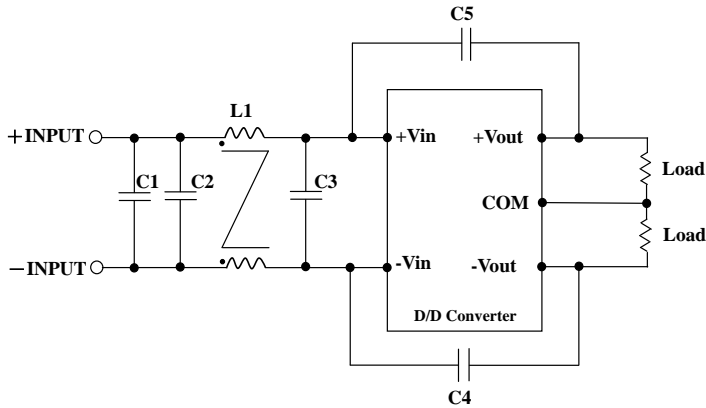 C5
L1
+INPUT
+Vin
+Vout
Load
C1
C2
C3
COM
Load
−INPUT
-Vin
-Vout
D/D Converter
C4